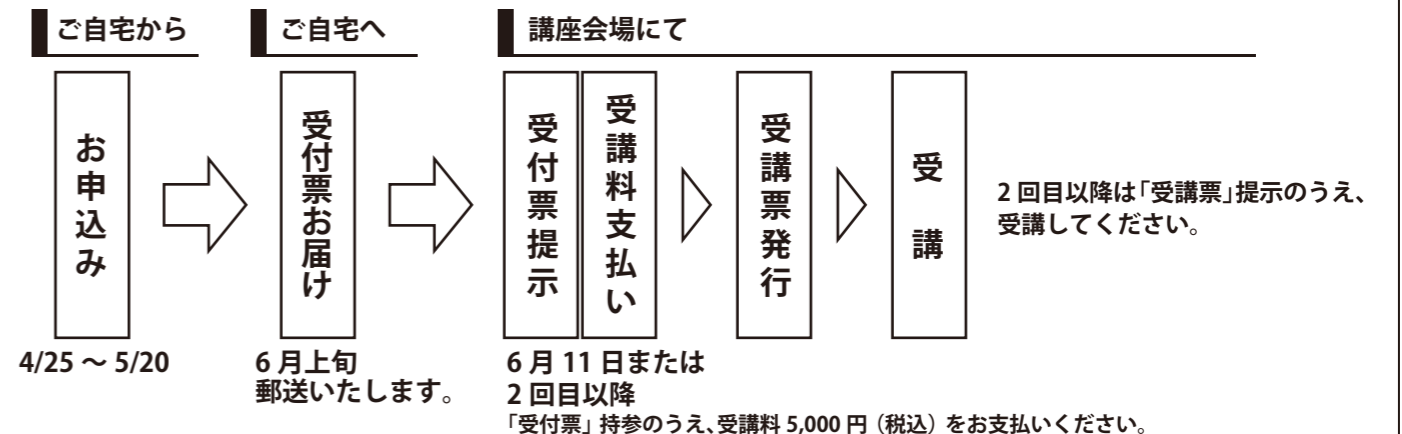 ご自宅から
ご自宅へ
講座会場にて
お申込み
受付票お届け
受付票提示
受講料支払い
受講票発行
受講
2 回目以降は「受講票」提示のうえ、
受講してください。
4/25 ～ 5/20
6 月上旬
郵送いたします。
6 月 11 日または
2 回目以降
「受付票」持参のうえ、受講料 5,000 円（税込）をお支払いください。